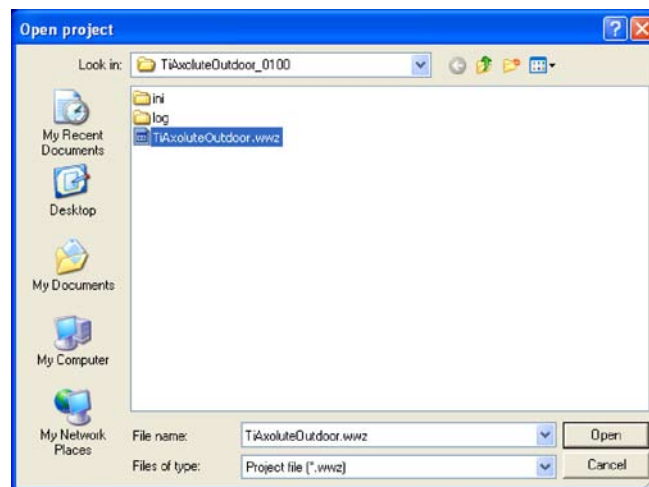 Open project
Look in:
TiAxoluteOutdoor_0100
ini
log
TiAxoluteOutdoor.wwz
My Recent
Documents
Desktop
My Documents
My Computer
My Network
Places
File name:
TiAxoluteOutdoor.wwz
Open
Files of type:
Project file (*.wwz)
Cancel